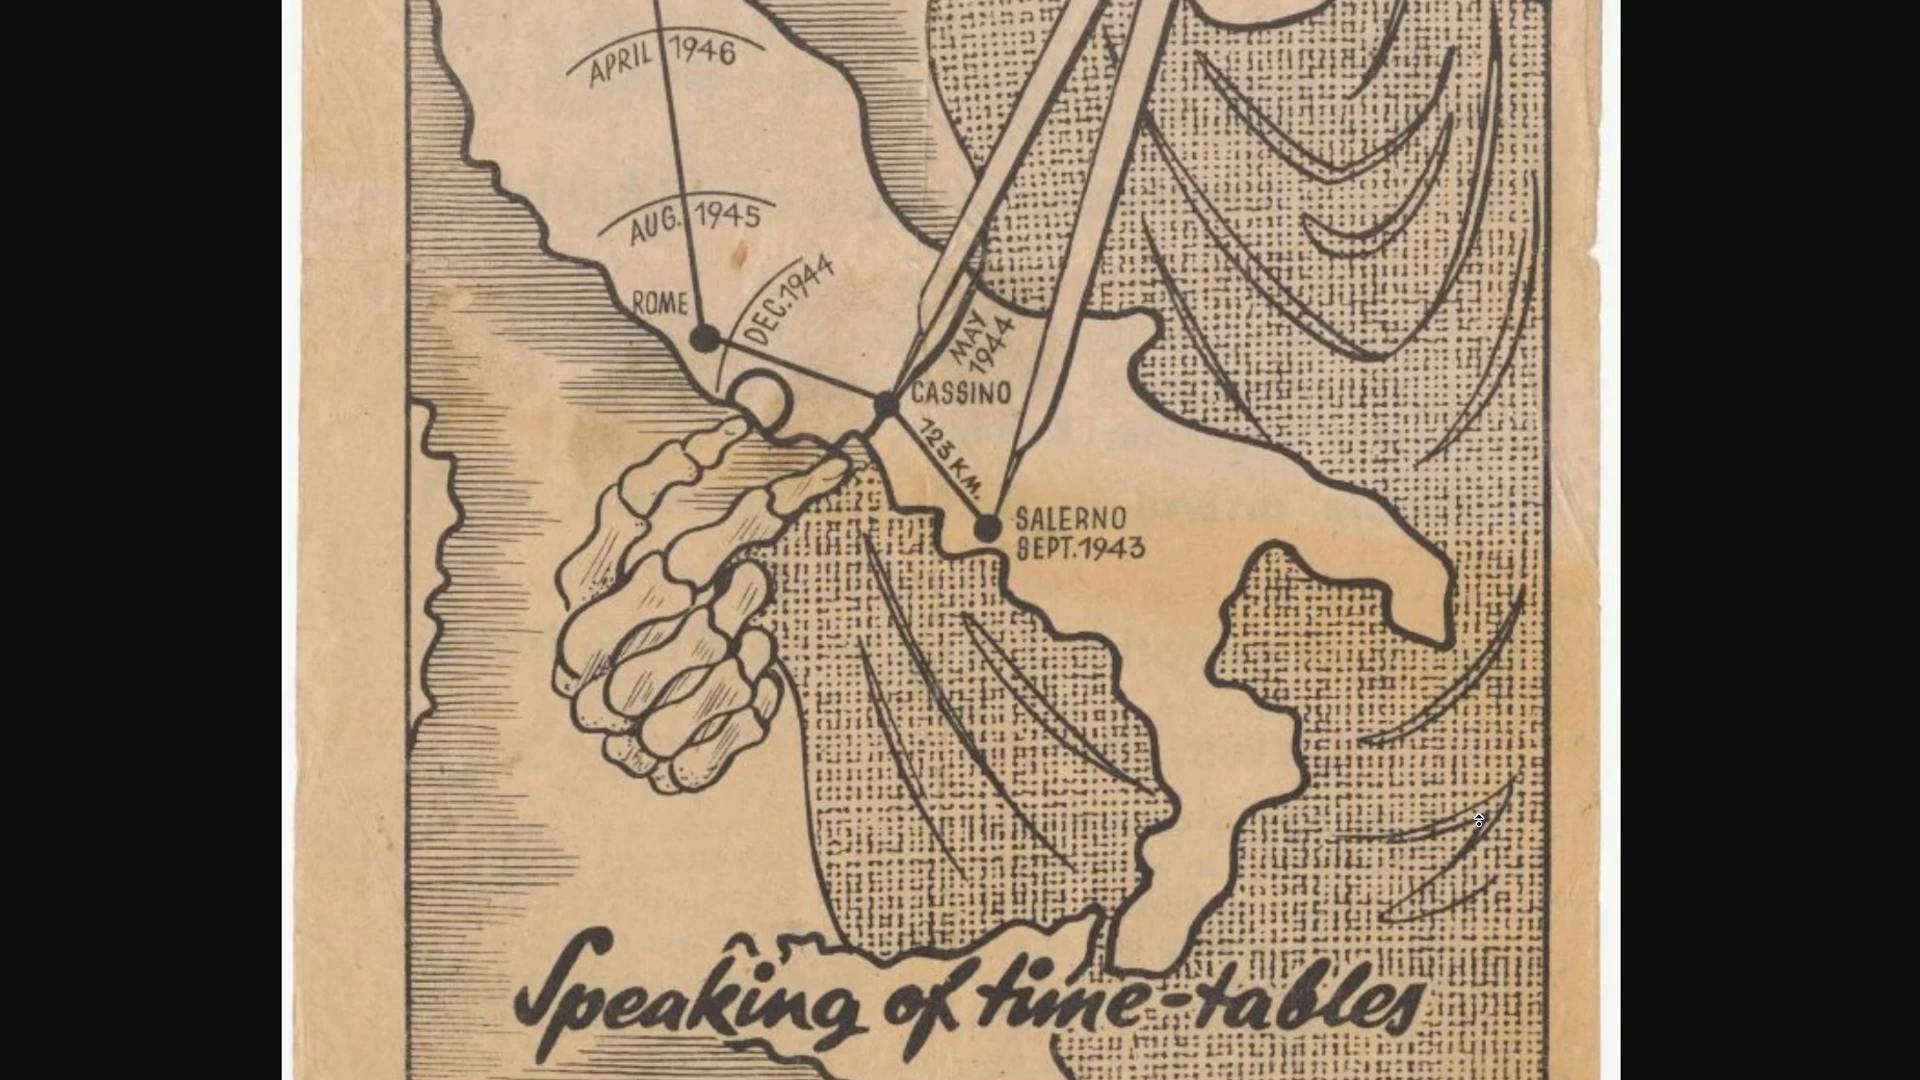 APRIL 1946
AUG. 1945
DEC. 1944
ROME
MAY
1944
CASSINO
123 KM.
SALERNO
SEPT. 1943
Speaking of time-tables